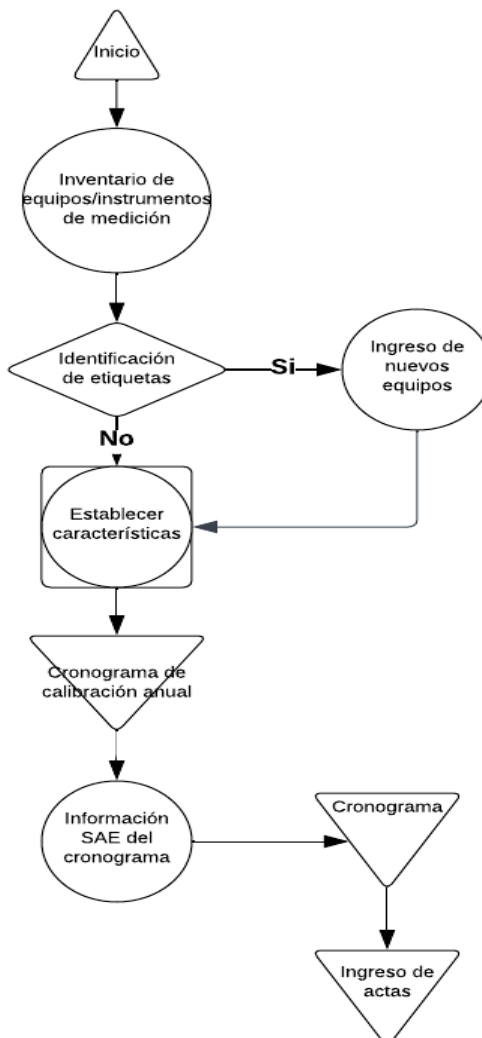 Inicio
Inventario de
equipos/instrumentos
de medición
Identificación
de etiquetas
Si
Ingreso de
nuevos
equipos
No
Establecer
características
Cronograma de
calibración anual
Información
SAE del
cronograma
Cronograma
Ingreso de
actas